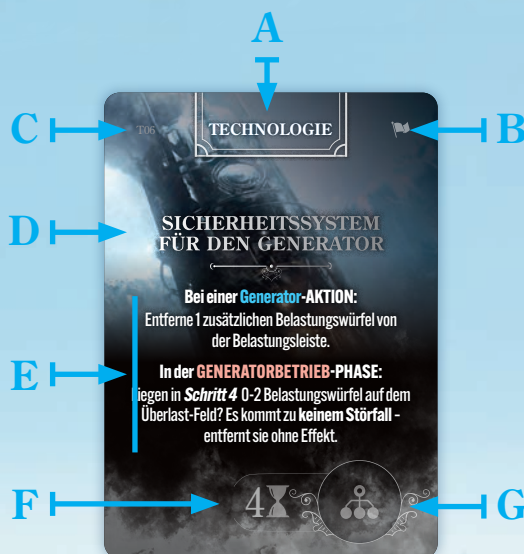 A
C T06 TECHNOLOGIE B
D SICHERHEITSSYSTEM
FÜR DEN GENERATOR
Bei einer Generator-AKTION:
Entferne 1 zusätzlichen Belastungswürfel von
der Belastungsleiste.
In der GENERATORBETRIEB-PHASE:
E
Liegen in Schritt 4 0-2 Belastungswürfel auf dem
Überlast-Feld? Es kommt zu keinem Störfall –
entfernt sie ohne Effekt.
F 4 G